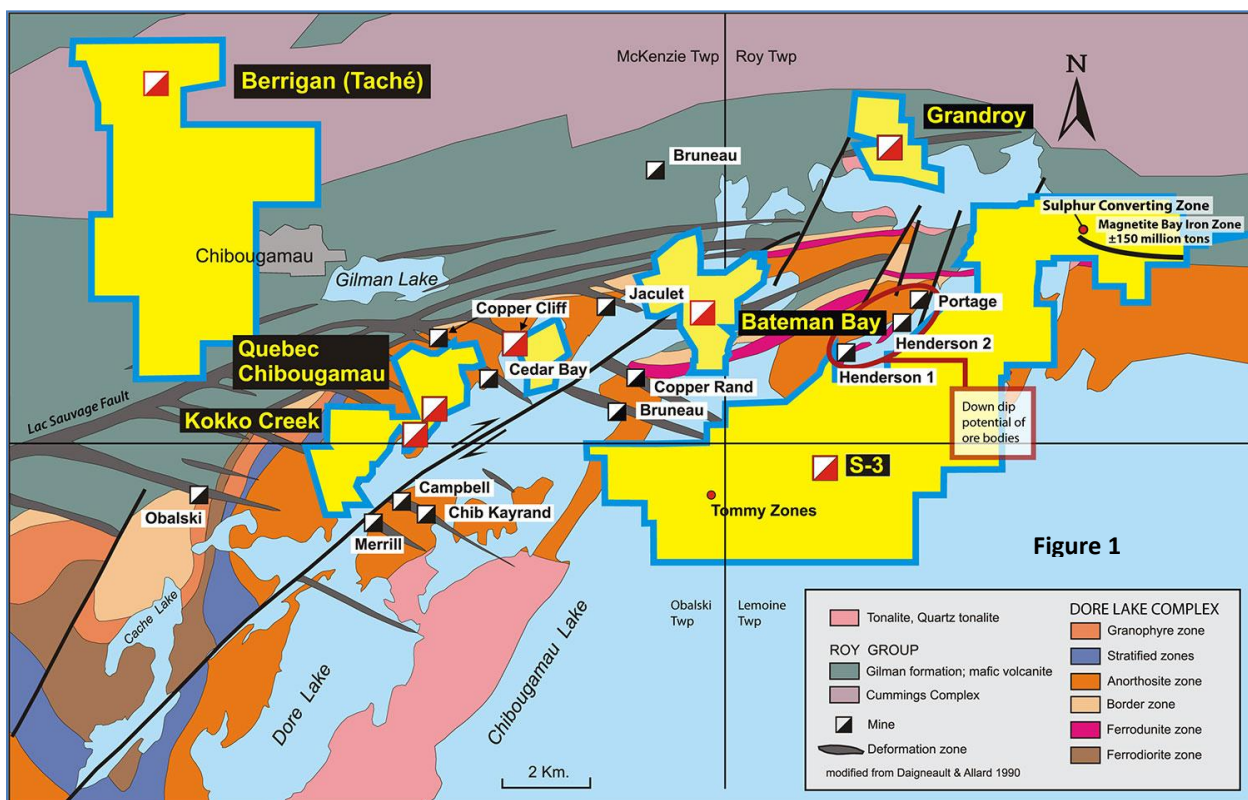 McKenzie Twp
Roy Twp
N
Berrigan (Taché)
Grandroy
Bruneau
Sulphur Converting Zone
Magnetite Bay Iron Zone
±150 million tons
Chibougamau
Gilman Lake
Copper Cliff
Jaculet
Portage
Bateman Bay
Henderson 2
Quebec
Chibougamau
Cedar Bay
Henderson 1
Copper Rand
Lac Sauvage Fault
Kokko Creek
Bruneau
Down dip
potential of
ore bodies
S-3
Campbell
Tommy Zones
Obalski
Chib Kayrand
Merrill
Figure 1
Cache Lake
Dore Lake
Chibougamau Lake
Obalski
Twp
Lemoine
Twp
2 Km.
Tonalite, Quartz tonalite
ROY GROUP
Gilman formation; mafic volcanite
Cummings Complex
Mine
Deformation zone
modified from Daigneault & Allard 1990
DORE LAKE COMPLEX
Granophyre zone
Stratified zones
Anorthosite zone
Border zone
Ferrodunite zone
Ferrodiorite zone